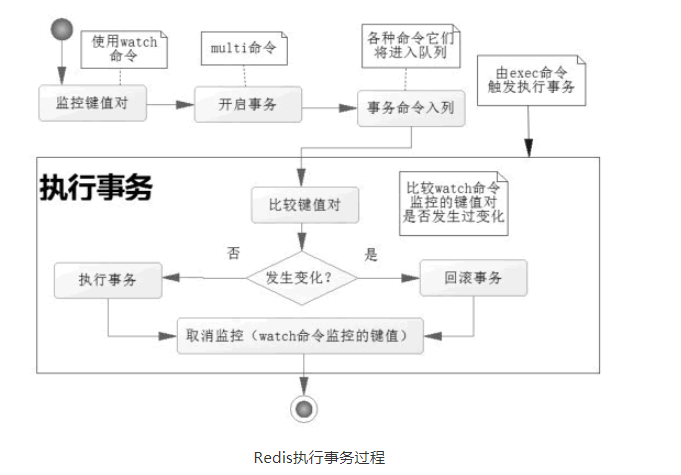 使用watch
命令
multi命令
各种命令它们
将进入队列
由exec命令
触发执行事务
监控键值对
开启事务
事务命令入列
执行事务
比较键值对
比较watch命令
监控的键值对
是否发生过变化
否
发生变化？
是
执行事务
回滚事务
取消监控（watch命令监控的键值）
Redis执行事务过程